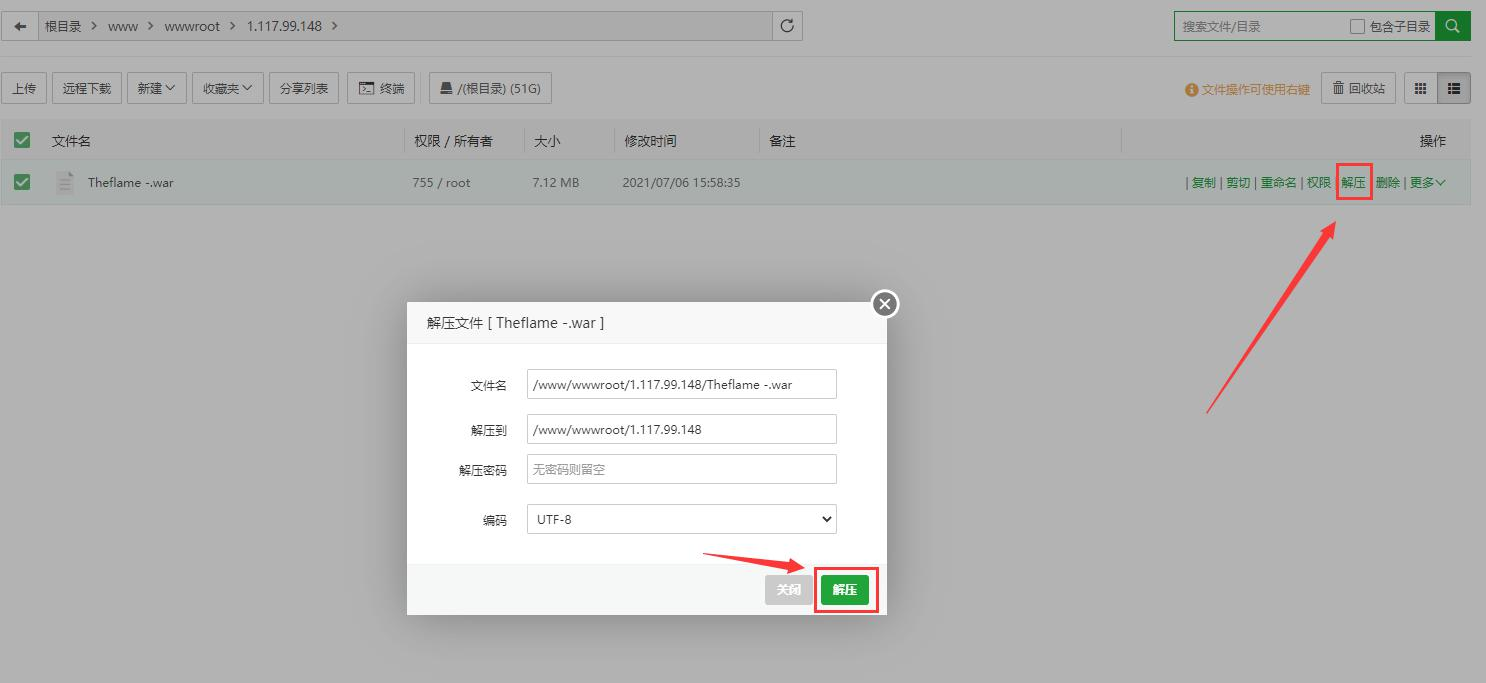 根目录 > www > wwwroot > 1.117.99.148 >
搜索文件/目录 包含子目录
上传 远程下载 新建 收藏夹 分享列表 终端 /(根目录) (51G) 文件操作可使用右键 回收站
文件名 权限 / 所有者 大小 修改时间 备注 操作
Theflame -.war 755 / root 7.12 MB 2021/07/06 15:58:35 | 复制 | 剪切 | 重命名 | 权限 | 解压 | 删除 | 更多
解压文件 [ Theflame -.war ]
文件名 /www/wwwroot/1.117.99.148/Theflame -.war
解压到 /www/wwwroot/1.117.99.148
解压密码 无密码则留空
编码 UTF-8
关闭 解压